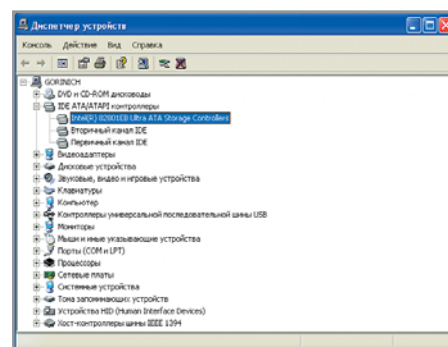 Диспетчер устройств
Консоль Действие Вид Справка
GORINICH
DVD и CD-ROM дисководы
IDE ATA/ATAPI контроллеры
Intel(R) 82801EB Ultra ATA Storage Controllers
Вторичный канал IDE
Первичный канал IDE
Видеоадаптеры
Дисковые устройства
Звуковые, видео и игровые устройства
Клавиатуры
Компьютер
Контроллеры универсальной последовательной шины USB
Мониторы
Мыши и иные указывающие устройства
Порты (COM и LPT)
Процессоры
Сетевые платы
Системные устройства
Тома запоминающих устройств
Устройства HID (Human Interface Devices)
Хост-контроллеры шины IEEE 1394